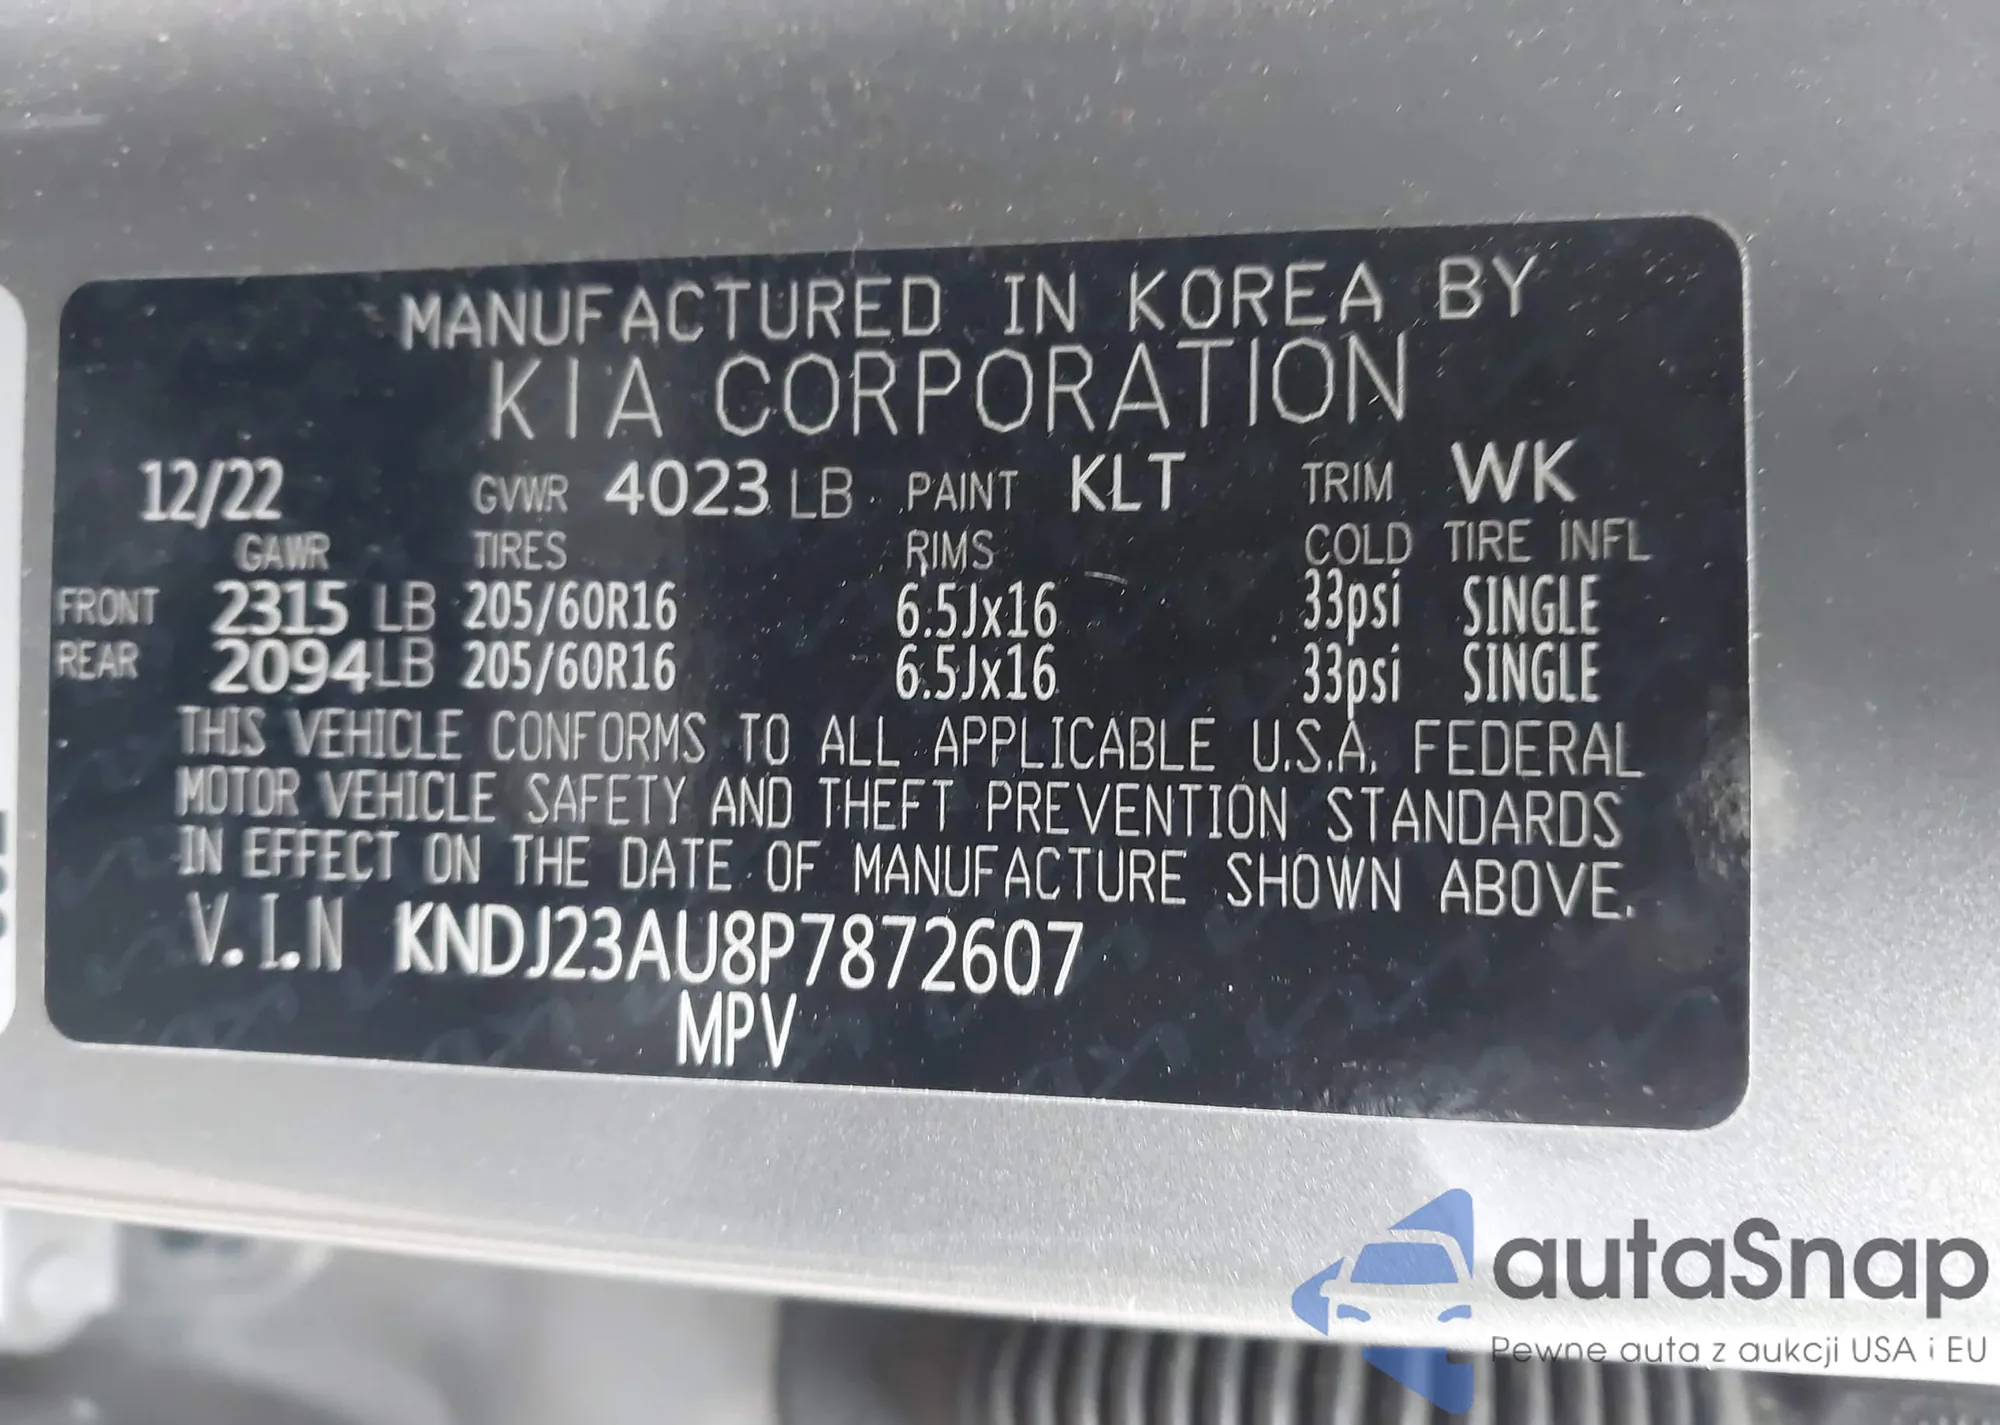 MANUFACTURED IN KOREA BY
KIA CORPORATION
12/22 GVWR 4023 LB PAINT KLT TRIM WK
GAWR TIRES RIMS COLD TIRE INFL
FRONT 2315 LB 205/60R16 6.5Jx16 33psi SINGLE
REAR 2094LB 205/60R16 6.5Jx16 33psi SINGLE
THIS VEHICLE CONFORMS TO ALL APPLICABLE U.S.A. FEDERAL
MOTOR VEHICLE SAFETY AND THEFT PREVENTION STANDARDS
IN EFFECT ON THE DATE OF MANUFACTURE SHOWN ABOVE.
V.I.N KNDJ23AU8P7872607
MPV
autaSnap
Pewne auta z aukcji USA i EU